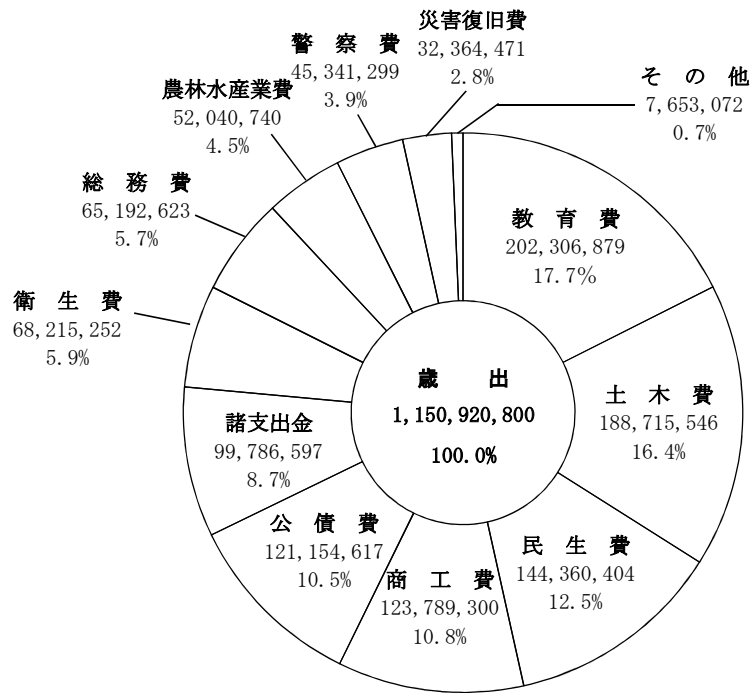 災害復旧費
32,364,471
2.8%
警 察 費
45,341,299
3.9%
そ の 他
7,653,072
0.7%
農林水産業費
52,040,740
4.5%
総 務 費
65,192,623
5.7%
衛 生 費
68,215,252
5.9%
教 育 費
202,306,879
17.7%
土 木 費
188,715,546
16.4%
民 生 費
144,360,404
12.5%
商 工 費
123,789,300
10.8%
公 債 費
121,154,617
10.5%
諸支出金
99,786,597
8.7%
歳 出
1,150,920,800
100.0%